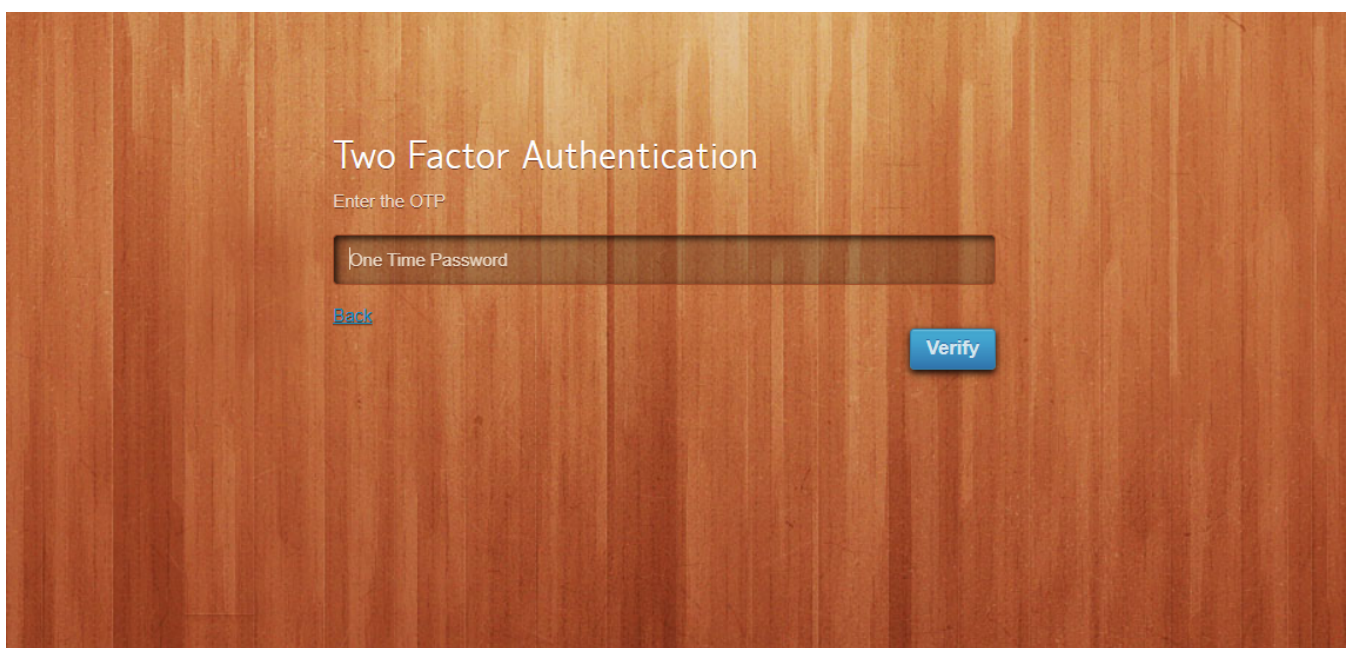 Two Factor Authentication
Enter the OTP
One Time Password
Back
Verify